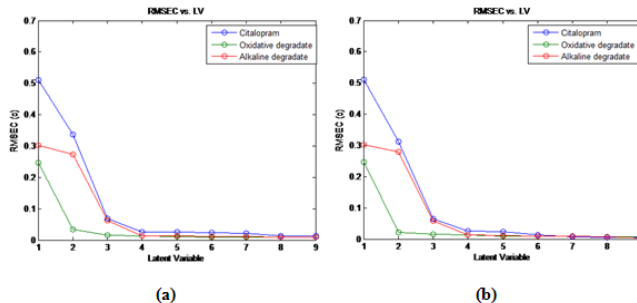 RMSEC vs. LV
0.7
0.6
0.5
0.4
0.3
0.2
0.1
0
RMSEC (c)
Citalopram
Oxidative degradate
Alkaline degradate
1 2 3 4 5 6 7 8 9
Latent Variable
(a)
RMSEC vs. LV
0.7
0.6
0.5
0.4
0.3
0.2
0.1
0
RMSEC (c)
Citalopram
Oxidative degradate
Alkaline degradate
1 2 3 4 5 6 7 8
Latent Variable
(b)